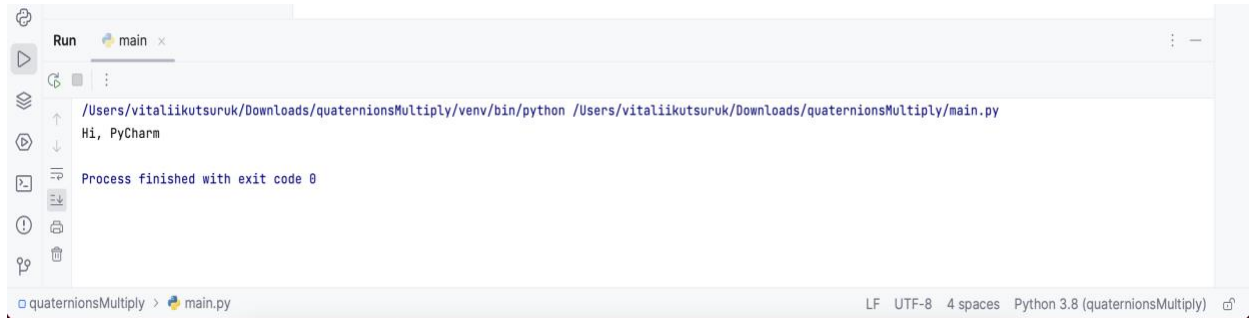 Run main
/Users/vitaliikutsuruk/Downloads/quaternionsMultiply/venv/bin/python /Users/vitaliikutsuruk/Downloads/quaternionsMultiply/main.py
Hi, PyCharm
Process finished with exit code 0
quaternionsMultiply > main.py LF UTF-8 4 spaces Python 3.8 (quaternionsMultiply)